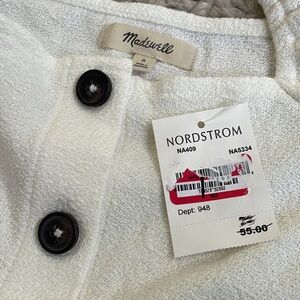 Madewell
NORDSTROM
NA409 NA5334
Dept: 948
55.00